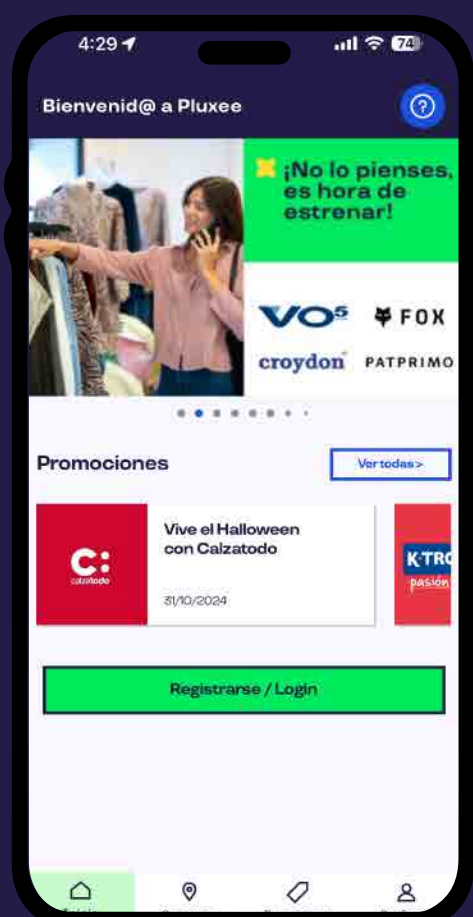 4:29
74
Bienvenid@ a Pluxee
¡No lo pienses,
es hora de
estrenar!
VO5
FOX
croydon
PATPRIMO
Promociones
Ver todas >
Vive el Halloween
con Calzatodo
31/10/2024
C:
calzatodo
K-TRO
pasión
Registrarse / Login